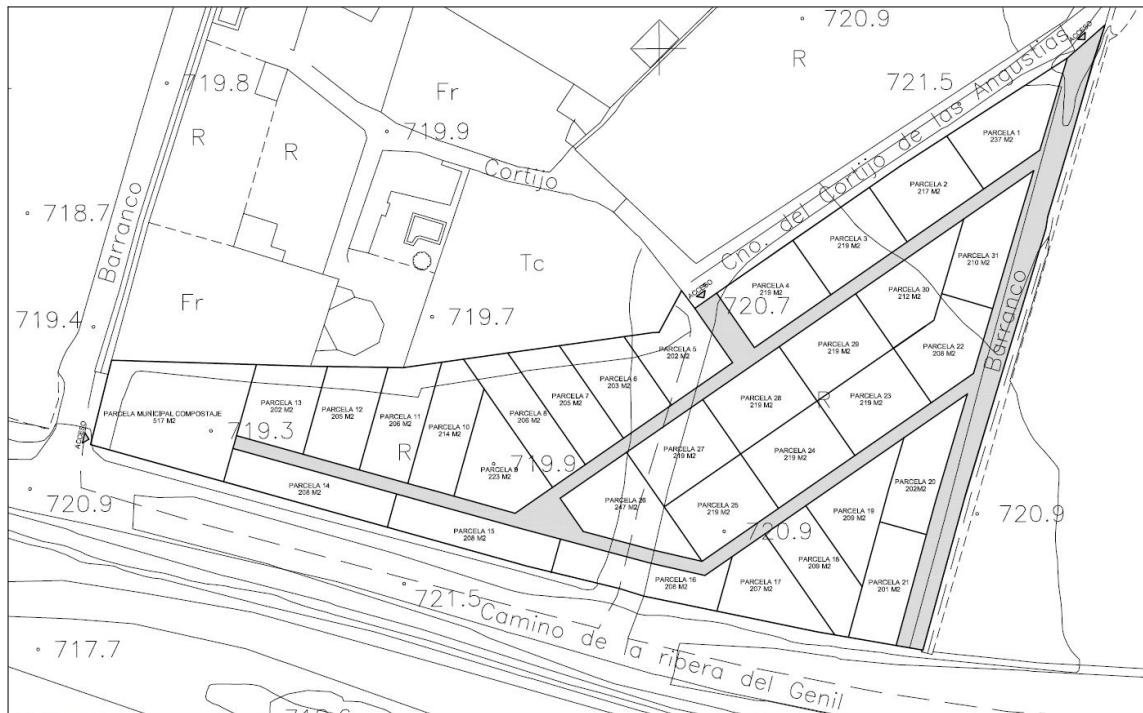 720.9
ACCESO
719.8
R
721.5
Fr
719.9
R
R
Cortijo
Cno. del Cortijo de las Angustias
PARCELA 1
237 M2
PARCELA 2
217 M2
718.7
Barranco
PARCELA 3
219 M2
PARCELA 31
210 M2
Tc
ACCESO
PARCELA 4
219 M2
PARCELA 30
212 M2
Fr
720.7
719.4
719.7
Barranco
PARCELA 29
219 M2
PARCELA 22
208 M2
PARCELA 5
202 M2
PARCELA 6
203 M2
PARCELA 28
219 M2
P
PARCELA 23
219 M2
PARCELA 7
205 M2
PARCELA MUNICIPAL COMPOSTAJE
517 M2
PARCELA 13
202 M2
PARCELA 12
205 M2
PARCELA 11
206 M2
PARCELA 10
214 M2
PARCELA 8
206 M2
ACCESO
719.3
R
PARCELA 9
223 M2
719.9
PARCELA 27
219 M2
PARCELA 24
219 M2
PARCELA 14
208 M2
PARCELA 26
247 M2
PARCELA 25
219 M2
PARCELA 20
202M2
720.9
PARCELA 15
208 M2
720.9
PARCELA 19
209 M2
720.9
PARCELA 18
209 M2
PARCELA 16
208 M2
PARCELA 17
207 M2
PARCELA 21
201 M2
721.5
Camino de la ribera del Genil
717.7